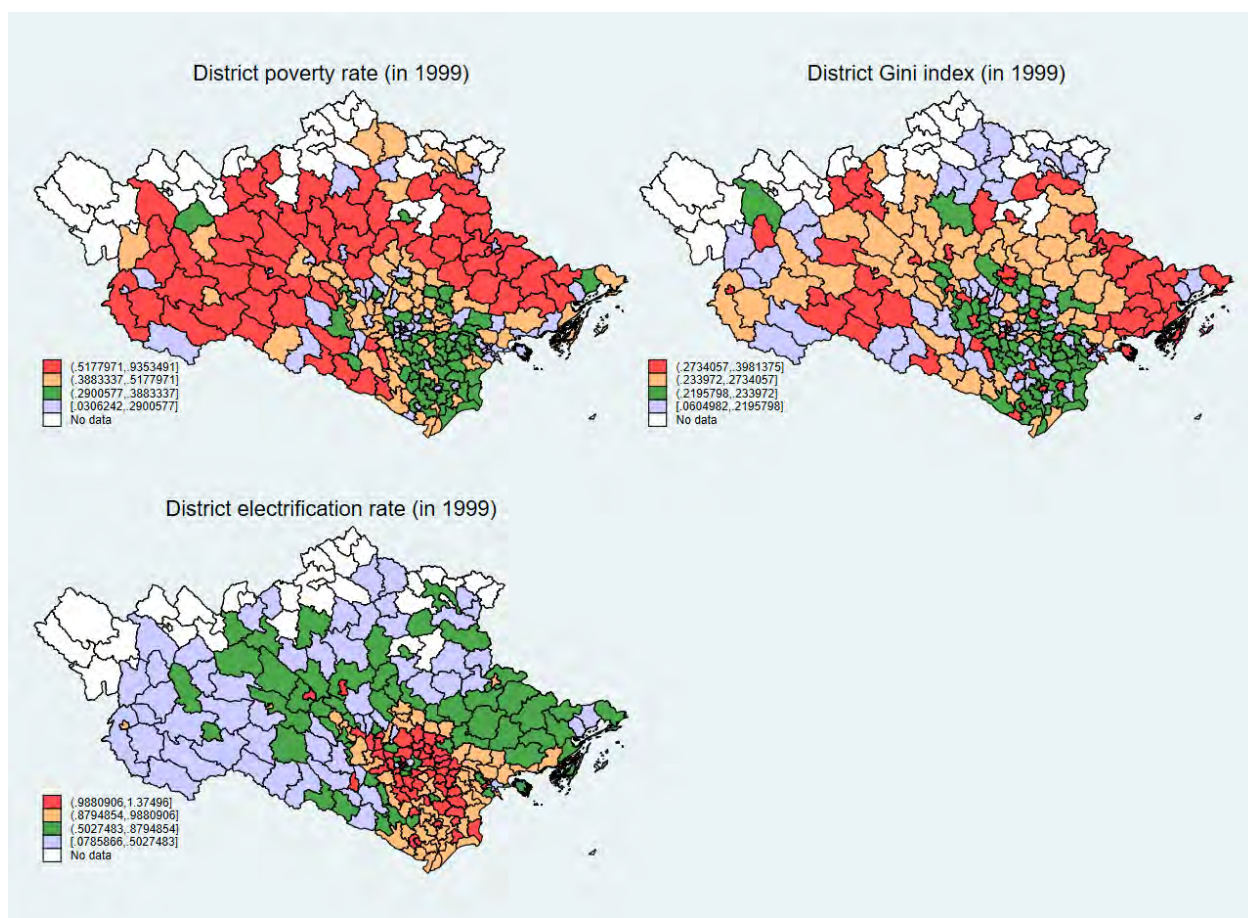 District poverty rate (in 1999)
(.5177971,.9353491]
(.3883337,.5177971]
(.2900577,.3883337]
[.0306242,.2900577]
No data
District Gini index (in 1999)
(.2734057,.3981375]
(.233972,.2734057]
(.2195798,.233972]
[.0604982,.2195798]
No data
District electrification rate (in 1999)
(.9880906,1.37496]
(.8794854,.9880906]
(.5027483,.8794854]
[.0785866,.5027483]
No data